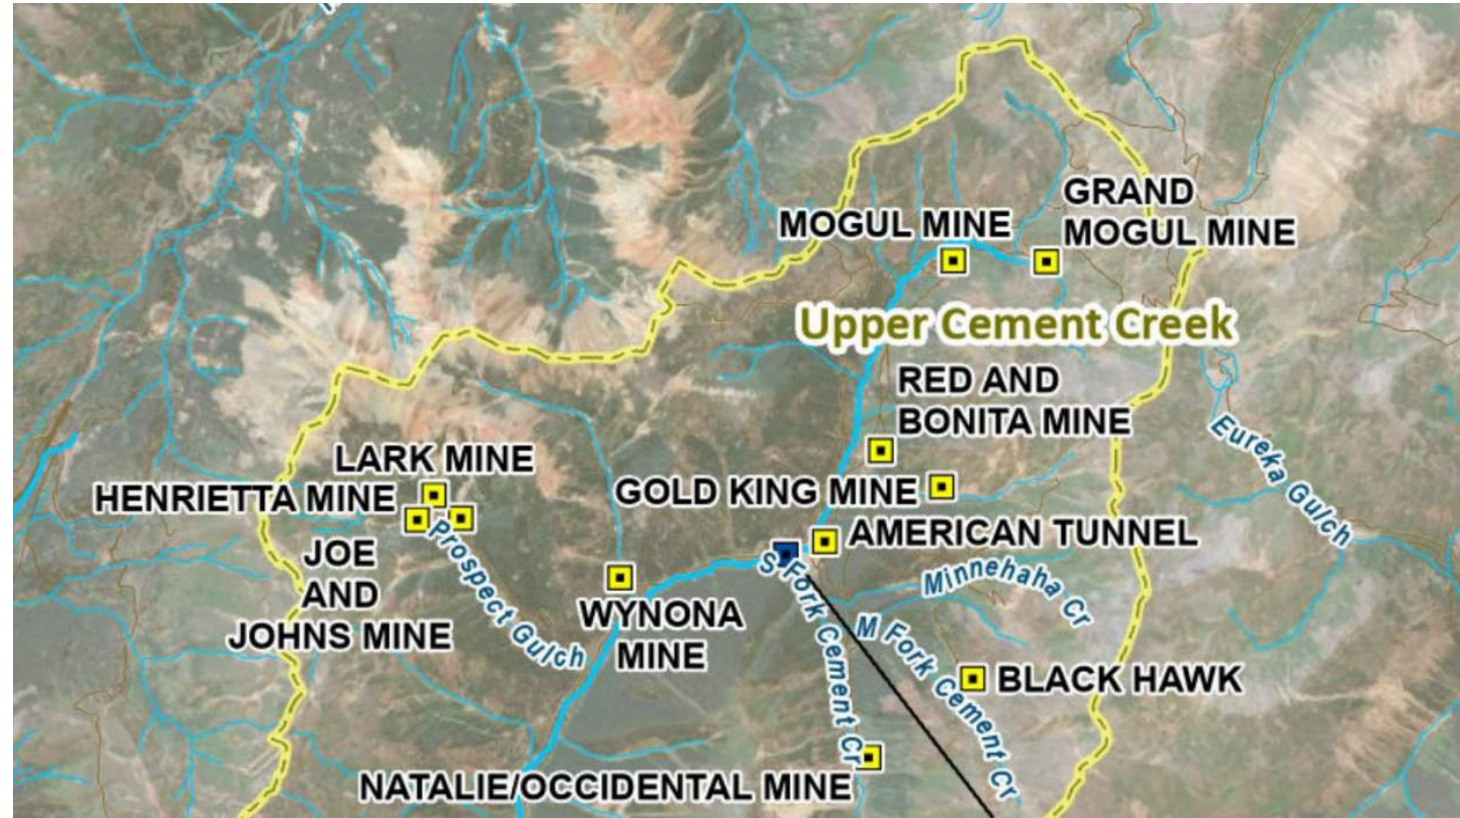 GRAND
MOGUL MINE
MOGUL MINE
Upper Cement Creek
RED AND
BONITA MINE
Eureka Gulch
LARK MINE
HENRIETTA MINE
GOLD KING MINE
JOE
AND
JOHNS MINE
Prospect Gulch
AMERICAN TUNNEL
S Fork Cement Cr
Minnehaha Cr
WYNONA
MINE
M Fork Cement Cr
BLACK HAWK
NATALIE/OCCIDENTAL MINE